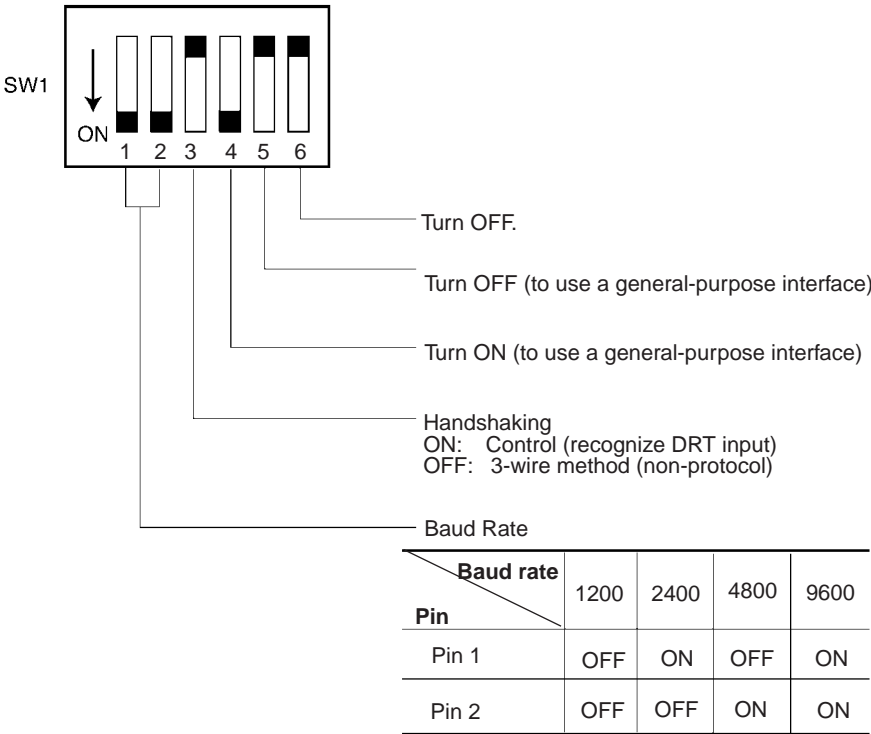 SW1
ON
1 2 3 4 5 6
Turn OFF.
Turn OFF (to use a general-purpose interface)
Turn ON (to use a general-purpose interface)
Handshaking
ON: Control (recognize DRT input)
OFF: 3-wire method (non-protocol)
Baud Rate
Baud rate
Pin
1200 2400 4800 9600
Pin 1 OFF ON OFF ON
Pin 2 OFF OFF ON ON